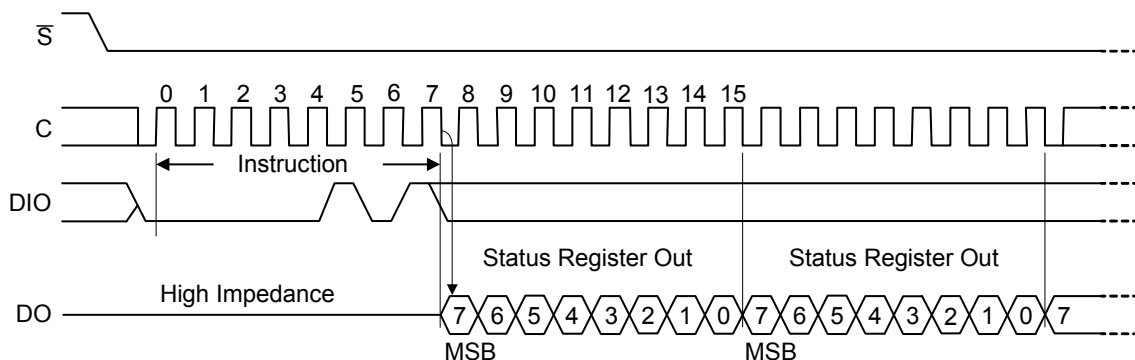 S
0 1 2 3 4 5 6 7 8 9 10 11 12 13 14 15
C
Instruction
DIO
Status Register Out Status Register Out
High Impedance
DO 7 6 5 4 3 2 1 0 7 6 5 4 3 2 1 0 7
MSB MSB